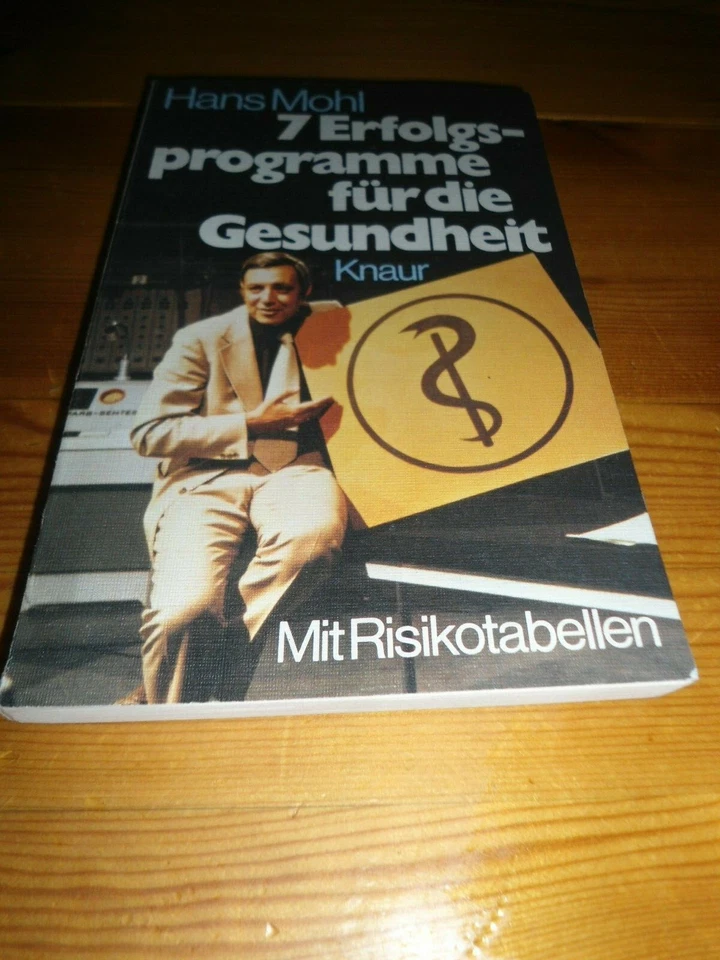 Hans Mohl
7 Erfolgs-
programme
für die
Gesundheit
Knaur
Mit Risikotabellen